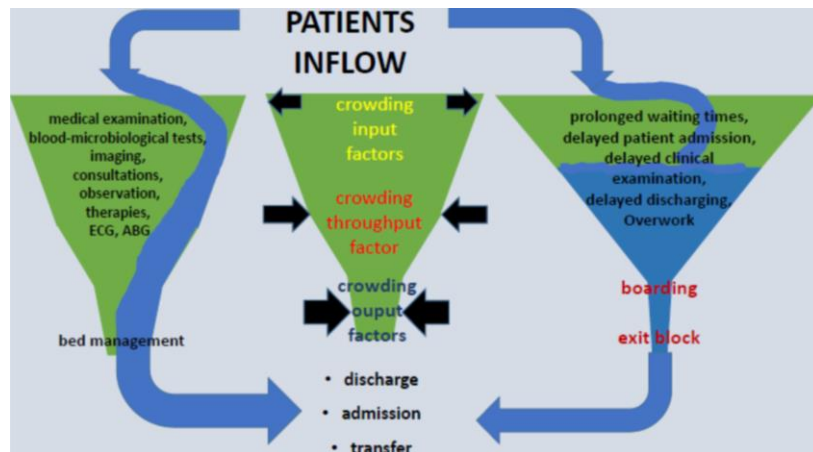 PATIENTS
INFLOW
medical examination,
blood-microbiological tests,
imaging,
consultations,
observation,
therapies,
ECG, ABG
bed management
crowding
input
factors
crowding
throughput
factor
crowding
ouput
factors
• discharge
• admission
• transfer
prolonged waiting times,
delayed patient admission,
delayed clinical
examination,
delayed discharging,
Overwork
boarding
exit block